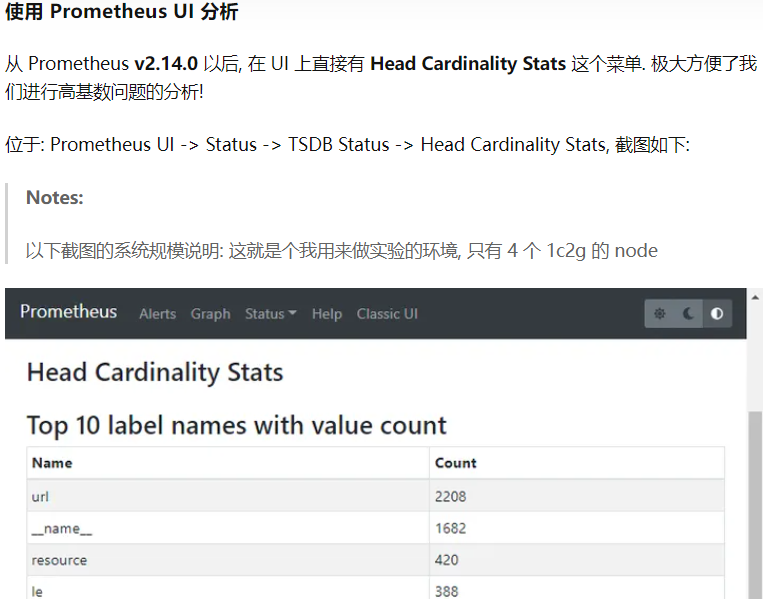 使用 Prometheus UI 分析
从 Prometheus v2.14.0 以后, 在 UI 上直接有 Head Cardinality Stats 这个菜单. 极大方便了我
们进行高基数问题的分析!
位于: Prometheus UI -> Status -> TSDB Status -> Head Cardinality Stats, 截图如下:
Notes:
以下截图的系统规模说明: 这就是个我用来做实验的环境, 只有 4 个 1c2g 的 node
Prometheus Alerts Graph Status Help Classic UI
Head Cardinality Stats
Top 10 label names with value count
Name Count
url 2208
__name__ 1682
resource 420
le 388